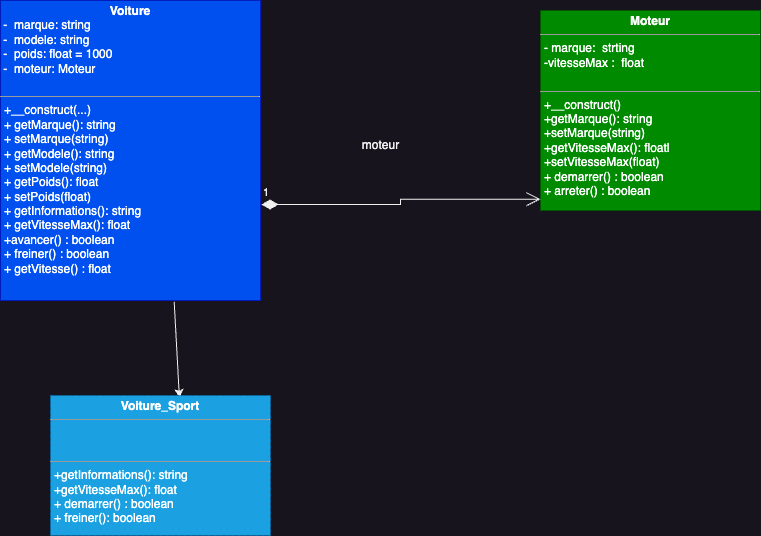 Voiture
- marque: string
- modele: string
- poids: float = 1000
- moteur: Moteur
+__construct(...)
+ getMarque(): string
+ setMarque(string)
+ getModele(): string
+ setModele(string)
+ getPoids(): float
+ setPoids(float)
+ getInformations(): string
+ getVitesseMax(): float
+avancer() : boolean
+ freiner() : boolean
+ getVitesse() : float
moteur
1
Moteur
- marque: strting
-vitesseMax : float
+__construct()
+getMarque(): string
+setMarque(string)
+getVitesseMax(): floatl
+setVitesseMax(float)
+ demarrer() : boolean
+ arreter() : boolean
Voiture_Sport
+getInformations(): string
+getVitesseMax(): float
+ demarrer() : boolean
+ freiner(): boolean